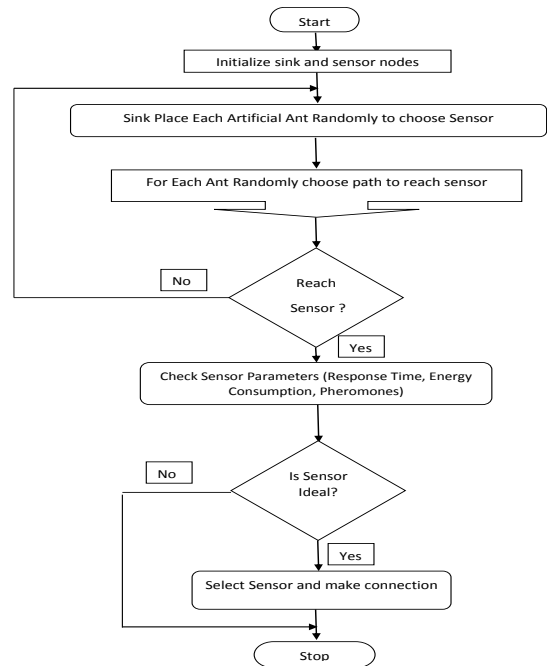 Start
Initialize sink and sensor nodes
Sink Place Each Artificial Ant Randomly to choose Sensor
For Each Ant Randomly choose path to reach sensor
No
Reach
Sensor ?
Yes
Check Sensor Parameters (Response Time, Energy
Consumption, Pheromones)
No
Is Sensor
Ideal?
Yes
Select Sensor and make connection
Stop